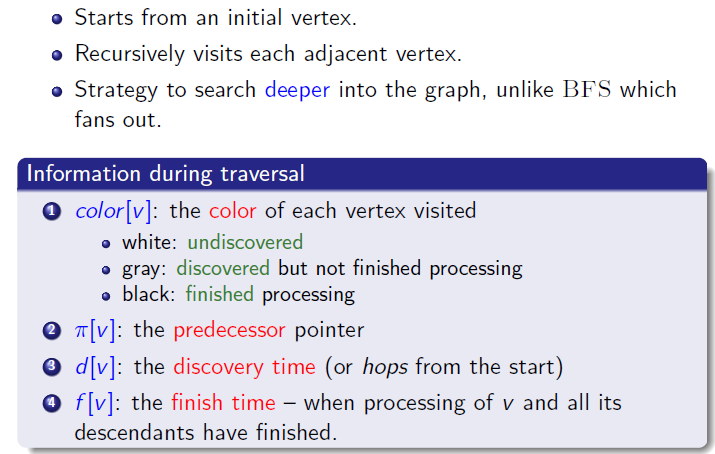 Starts from an initial vertex.
Recursively visits each adjacent vertex.
Strategy to search deeper into the graph, unlike BFS which
fans out.
Information during traversal
1 color[v]: the color of each vertex visited
white: undiscovered
gray: discovered but not finished processing
black: finished processing
2 π[v]: the predecessor pointer
3 d[v]: the discovery time (or hops from the start)
4 f[v]: the finish time – when processing of v and all its
descendants have finished.